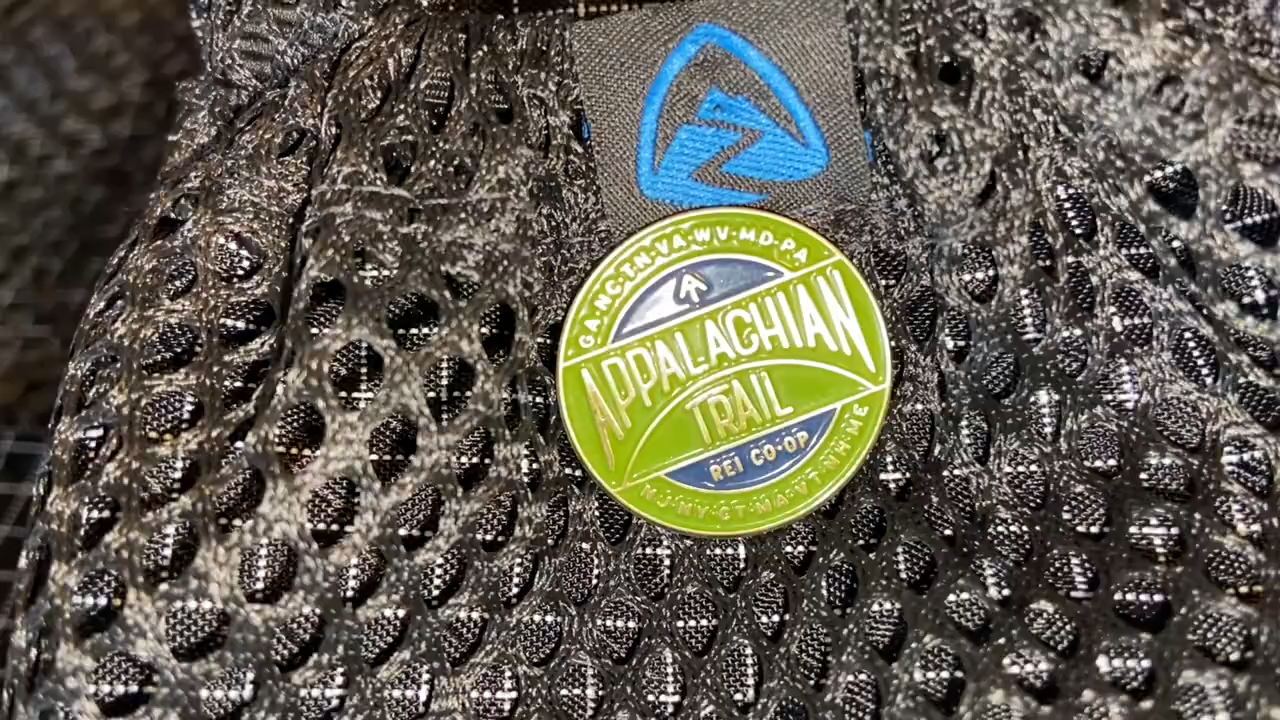 GA·NC·TN·VA·WV·MD·PA
APPALACHIAN
TRAIL
REI CO·OP
NJ·NY·CT·MA·VT·NH·ME